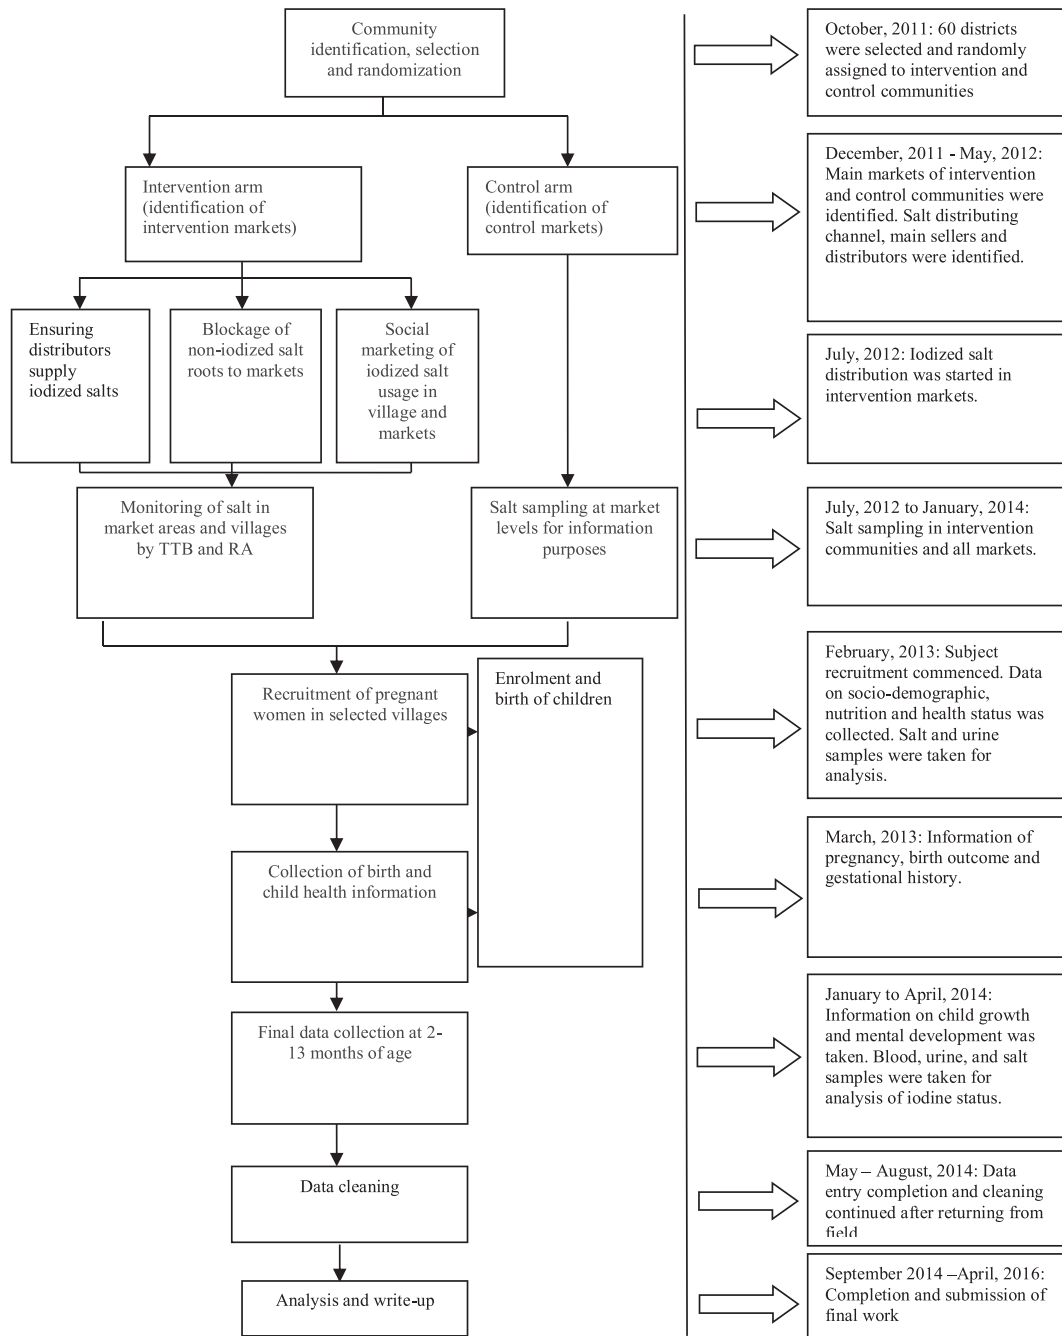 Community
identification, selection
and randomization
October, 2011: 60 districts
were selected and randomly
assigned to intervention and
control communities
Intervention arm
(identification of
intervention markets)
Control arm
(identification of
control markets)
December, 2011 - May, 2012:
Main markets of intervention
and control communities were
identified. Salt distributing
channel, main sellers and
distributors were identified.
Ensuring
distributors
supply
iodized salts
Blockage of
non-iodized salt
roots to markets
Social
marketing of
iodized salt
usage in
village and
markets
July, 2012: Iodized salt
distribution was started in
intervention markets.
Monitoring of salt in
market areas and villages
by TTB and RA
Salt sampling at market
levels for information
purposes
July, 2012 to January, 2014:
Salt sampling in intervention
communities and all markets.
Recruitment of pregnant
women in selected villages
Enrolment and
birth of children
February, 2013: Subject
recruitment commenced. Data
on socio-demographic,
nutrition and health status was
collected. Salt and urine
samples were taken for
analysis.
Collection of birth and
child health information
March, 2013: Information of
pregnancy, birth outcome and
gestational history.
Final data collection at 2-
13 months of age
January to April, 2014:
Information on child growth
and mental development was
taken. Blood, urine, and salt
samples were taken for
analysis of iodine status.
Data cleaning
May – August, 2014: Data
entry completion and cleaning
continued after returning from
field
Analysis and write-up
September 2014 –April, 2016:
Completion and submission of
final work